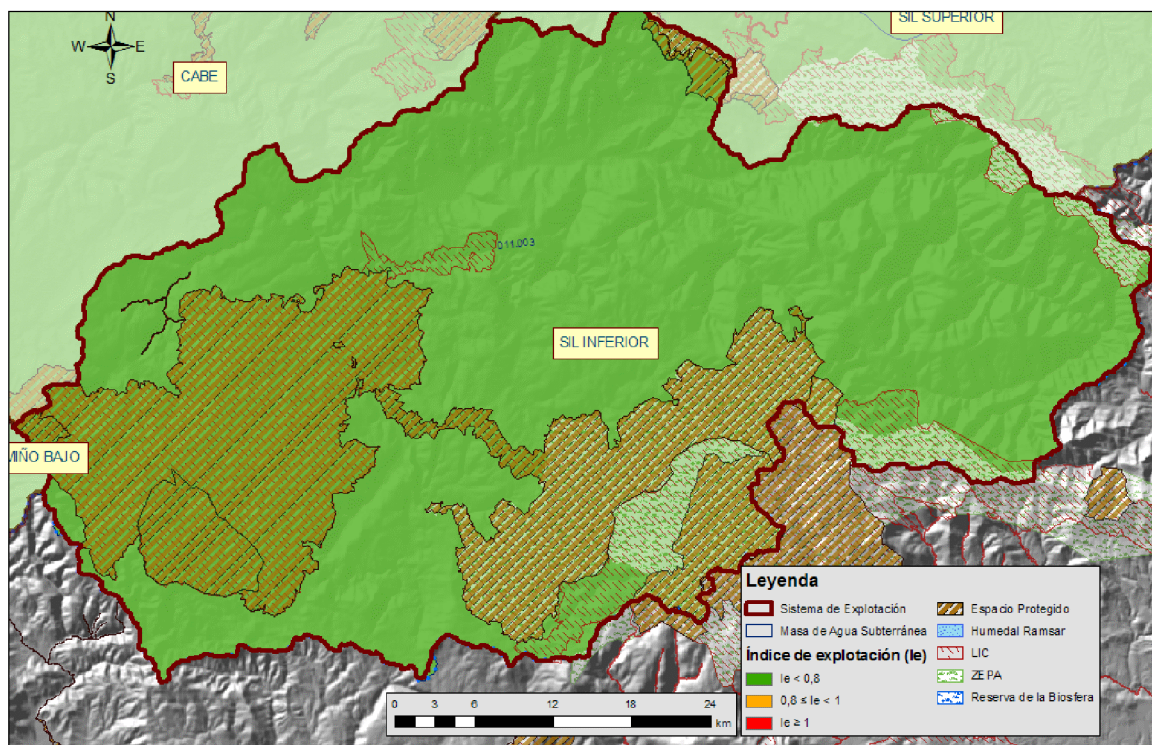 N
W E
S
SIL SUPERIOR
CABE
011.003
SIL INFERIOR
MIÑO BAJO
Leyenda
Sistema de Explotación
Masa de Agua Subterránea
Índice de explotación (Ie)
Ie < 0,8
0,8 ≤ Ie < 1
Ie ≥ 1
Espacio Protegido
Humedal Ramsar
LIC
ZEPA
Reserva de la Biosfera
0 3 6 12 18 24
km